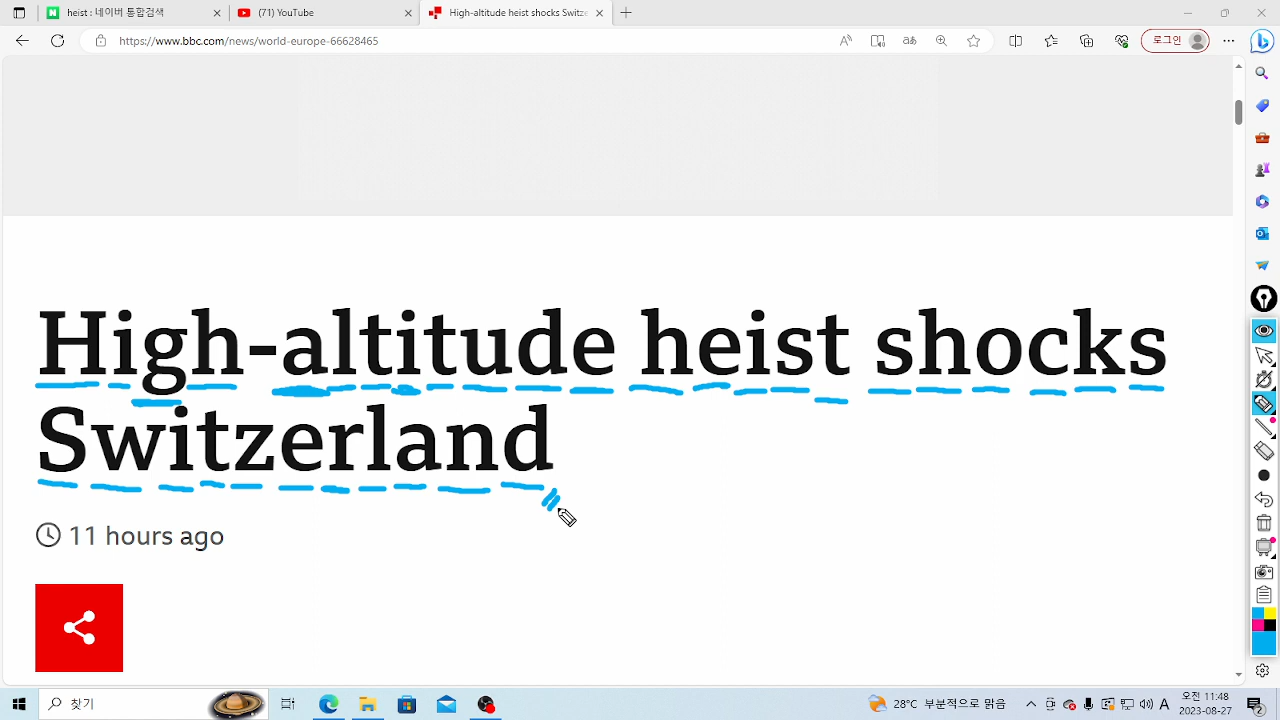 heist : 네이버 통합검색
(71) YouTube
High-altitude heist shocks Switze
https://www.bbc.com/news/world-europe-66628465
로그인
High-altitude heist shocks
Switzerland
11 hours ago
찾기
28° 부분적으로 맑음
A
오전 11:48
2023-08-27
2